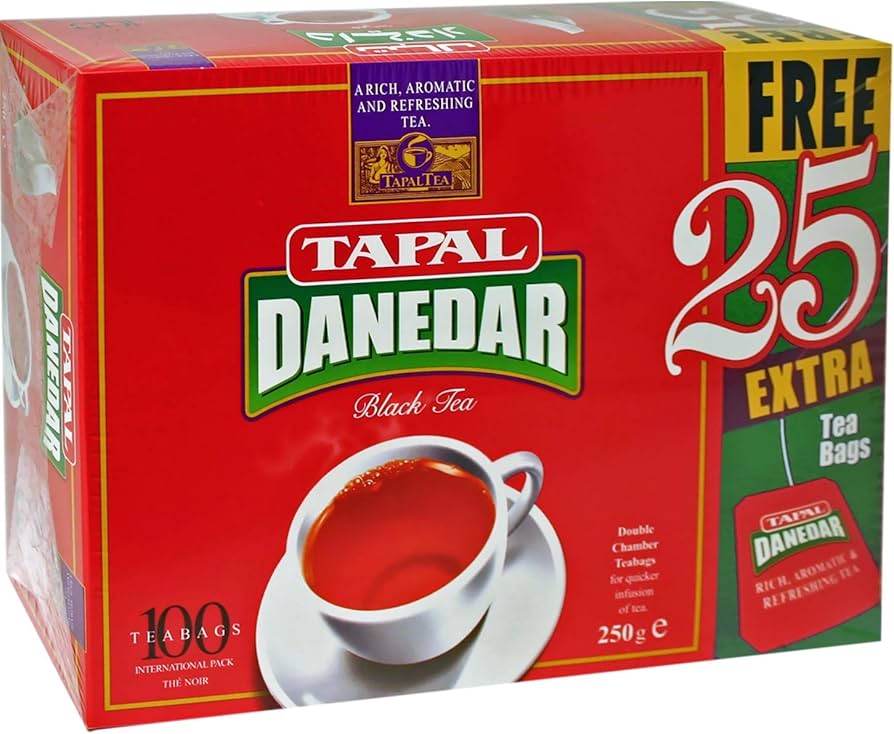 A RICH, AROMATIC
AND REFRESHING
TEA.
TAPAL TEA
TAPAL
DANEDAR
Black Tea
100
TEABAGS
INTERNATIONAL PACK
THÉ NOIR
Double
Chamber
Teabags
for quicker
infusion
of tea.
250g e
FREE
25
EXTRA
Tea
Bags
TAPAL
DANEDAR
RICH, AROMATIC &
REFRESHING TEA
TAPAL
DANEDAR